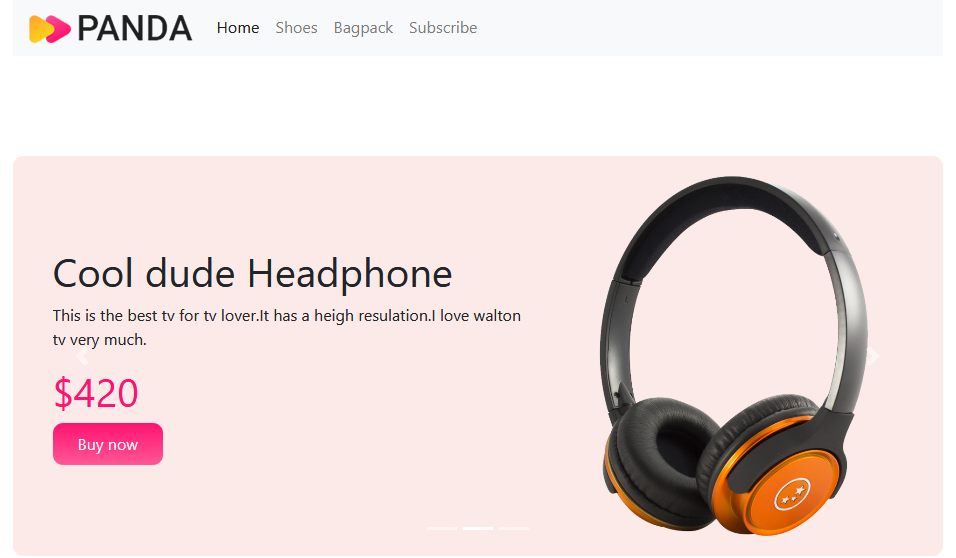 PANDA Home Shoes Bagpack Subscribe
Cool dude Headphone
This is the best tv for tv lover.It has a heigh resulation.I love walton
tv very much.
$420
Buy now